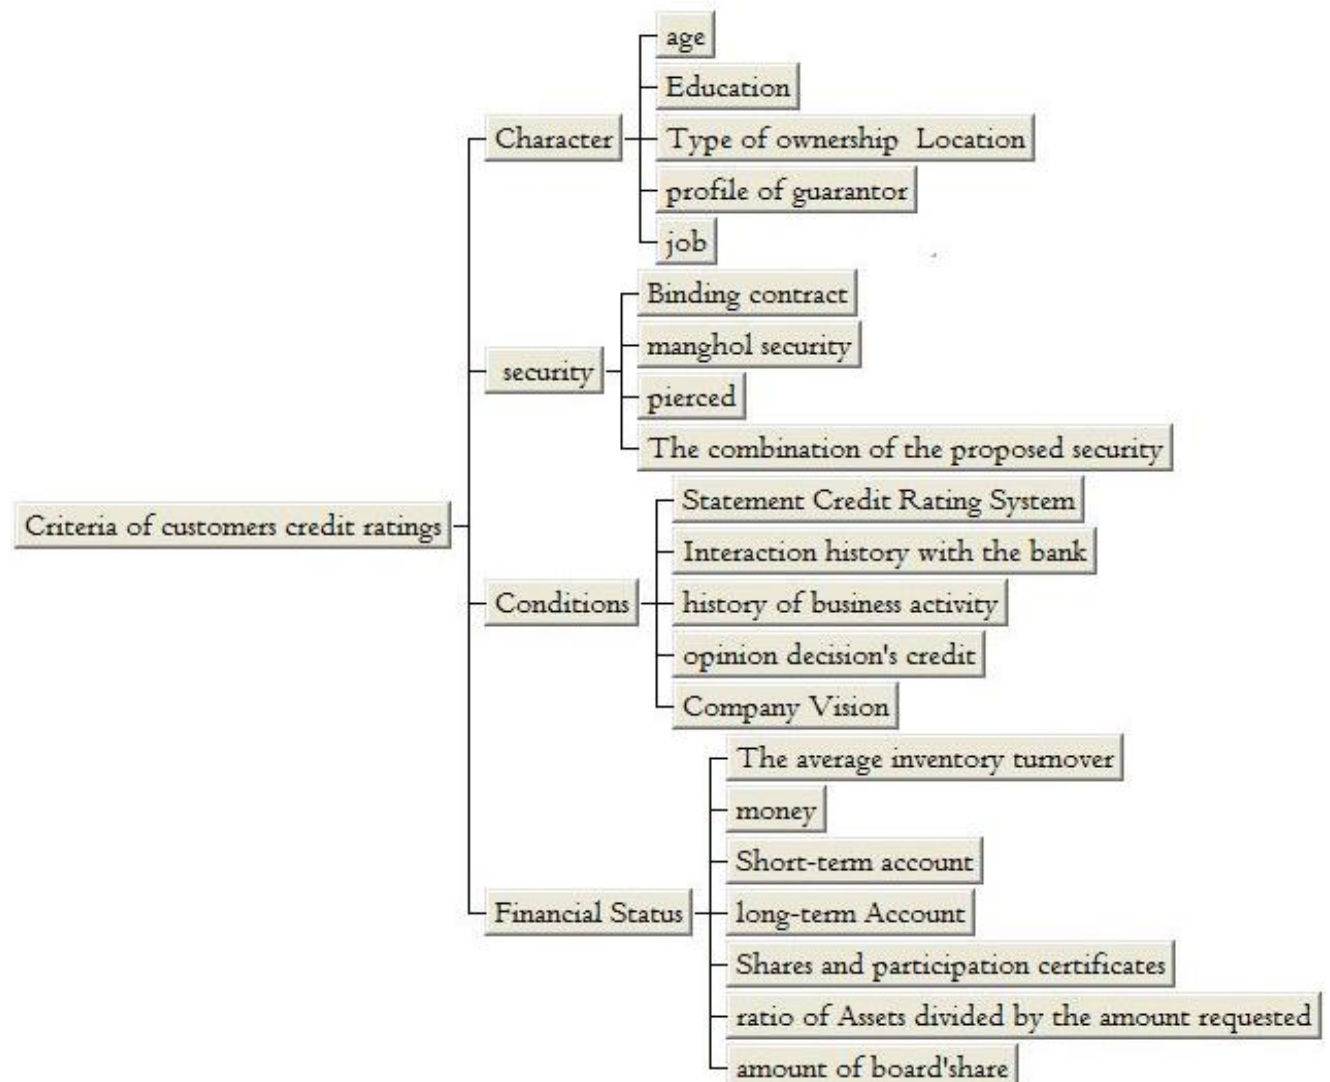 age
Education
Character
Type of ownership  Location
profile of guarantor
job
Binding contract
manghol security
security
pierced
The combination of the proposed security
Statement Credit Rating System
Criteria of customers credit ratings
Interaction history with the bank
Conditions
history of business activity
opinion decision's credit
Company Vision
The average inventory turnover
money
Short-term account
Financial Status
long-term Account
Shares and participation certificates
ratio of Assets divided by the amount requested
amount of board'share